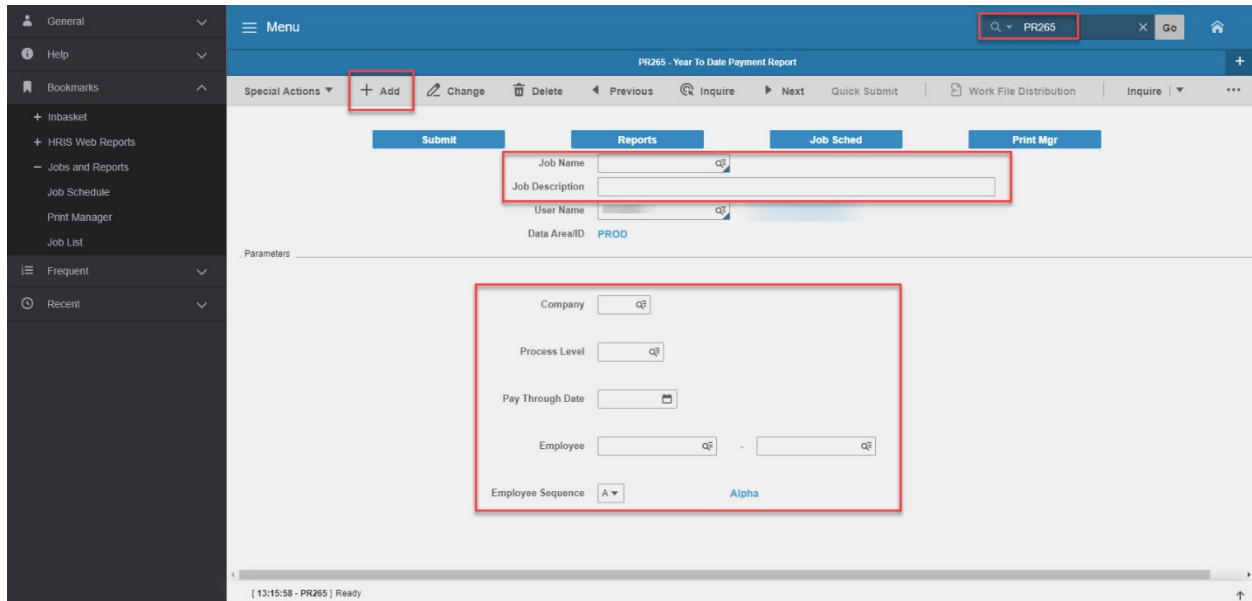 General
Help
Bookmarks
+ Inbasket
+ HRIS Web Reports
− Jobs and Reports
Job Schedule
Print Manager
Job List
Frequent
Recent
Menu
PR265
Go
PR265 - Year To Date Payment Report
+
Special Actions + Add Change Delete Previous Inquire Next Quick Submit Work File Distribution Inquire ...
Submit Reports Job Sched Print Mgr
Job Name
Job Description
User Name
Data Area/ID PROD
Parameters
Company
Process Level
Pay Through Date
Employee -
Employee Sequence A Alpha
[ 13:15:58 - PR265 ] Ready